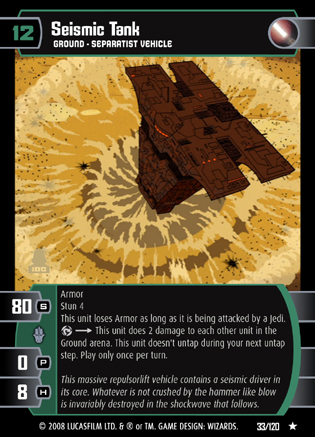 12
Seismic Tank
GROUND - SEPARATIST VEHICLE
100
80 S
0 P
8 H
Armor
Stun 4
This unit loses Armor as long as it is being attacked by a Jedi.
→ This unit does 2 damage to each other unit in the
Ground arena. This unit doesn't untap during your next untap
step. Play only once per turn.
This massive repulsorlift vehicle contains a seismic driver in
its core. Whatever is not crushed by the hammer like blow
is invariably destroyed in the shockwave that follows.
© 2008 LUCASFILM LTD. & ® or TM. GAME DESIGN: WIZARDS. 33/120 ★